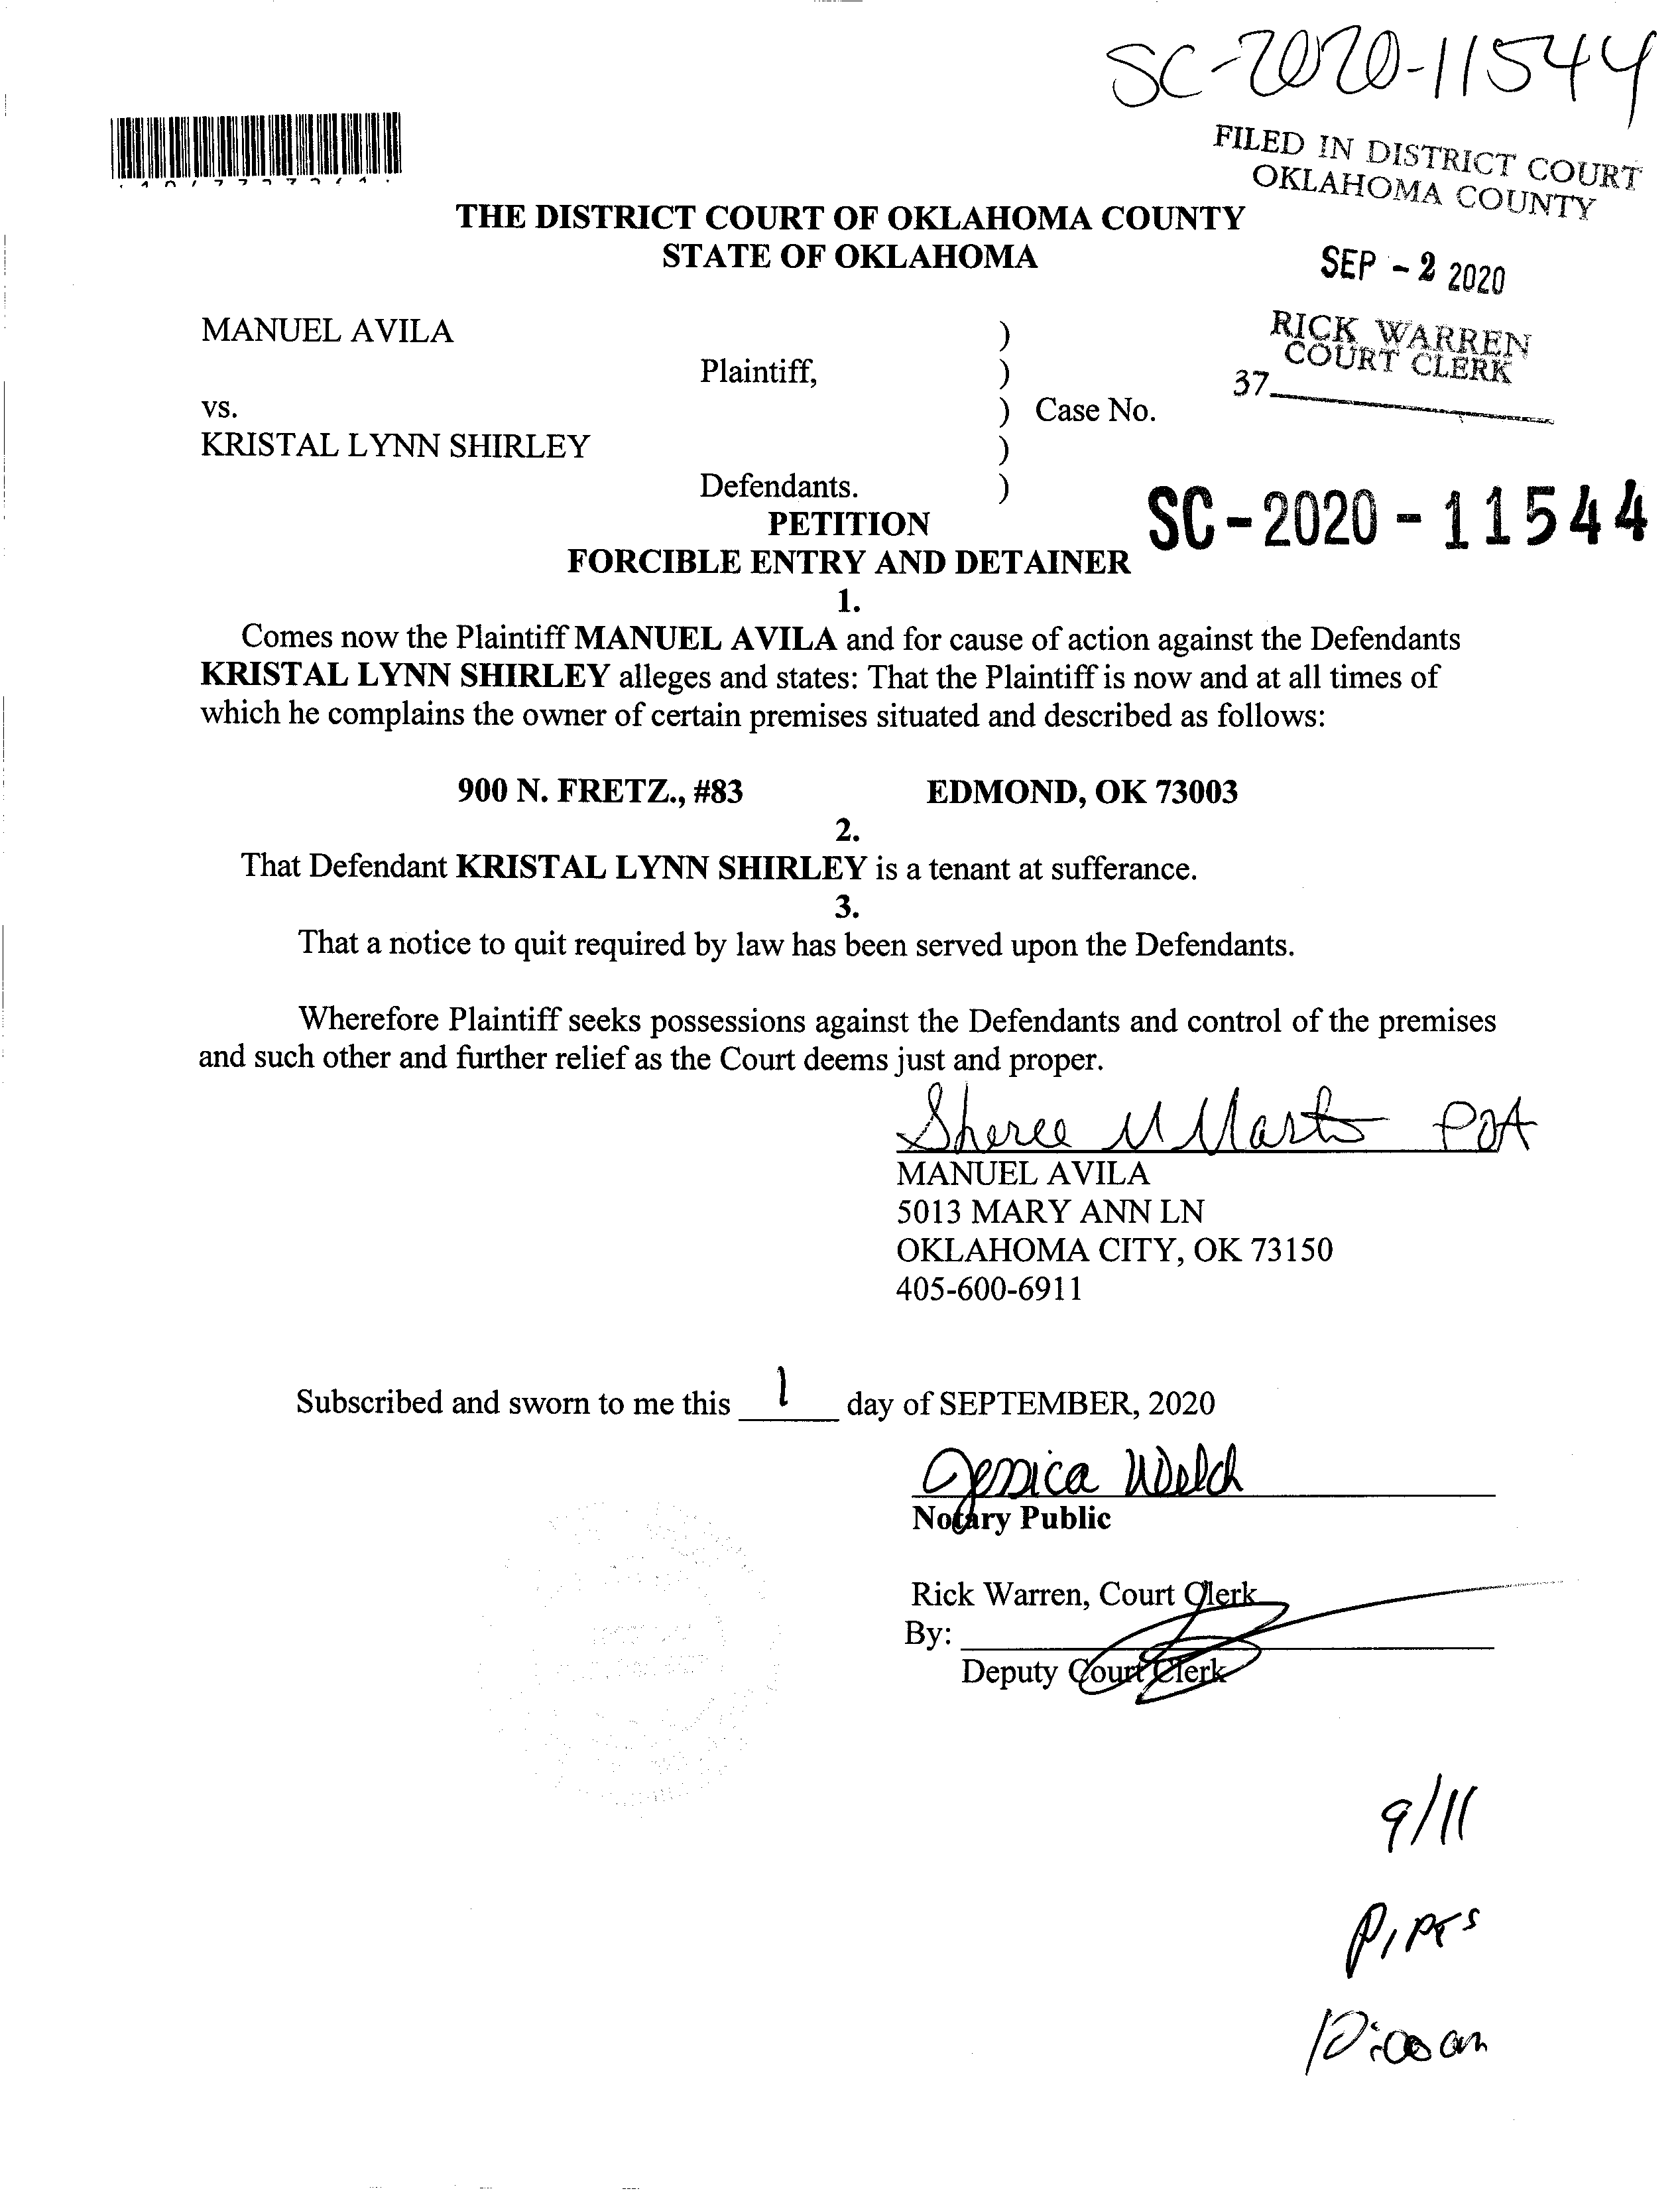 SC-2020-11544
FILED IN DISTRICT COURT
OKLAHOMA COUNTY
THE DISTRICT COURT OF OKLAHOMA COUNTY
STATE OF OKLAHOMA
SEP - 2 2020
RICK WARREN
COURT CLERK
37
MANUEL AVILA )
Plaintiff, )
vs. ) Case No.
KRISTAL LYNN SHIRLEY )
Defendants. )
SC-2020-11544
PETITION
FORCIBLE ENTRY AND DETAINER
1.
Comes now the Plaintiff MANUEL AVILA and for cause of action against the Defendants
KRISTAL LYNN SHIRLEY alleges and states: That the Plaintiff is now and at all times of
which he complains the owner of certain premises situated and described as follows:
900 N. FRETZ., #83 EDMOND, OK 73003
2.
That Defendant KRISTAL LYNN SHIRLEY is a tenant at sufferance.
3.
That a notice to quit required by law has been served upon the Defendants.
Wherefore Plaintiff seeks possessions against the Defendants and control of the premises
and such other and further relief as the Court deems just and proper.
Sheree M POA
MANUEL AVILA
5013 MARY ANN LN
OKLAHOMA CITY, OK 73150
405-600-6911
Subscribed and sworn to me this 1 day of SEPTEMBER, 2020
Jessica Welch
Notary Public
Rick Warren, Court Clerk
By:
Deputy Court Clerk
9/11
Pipes